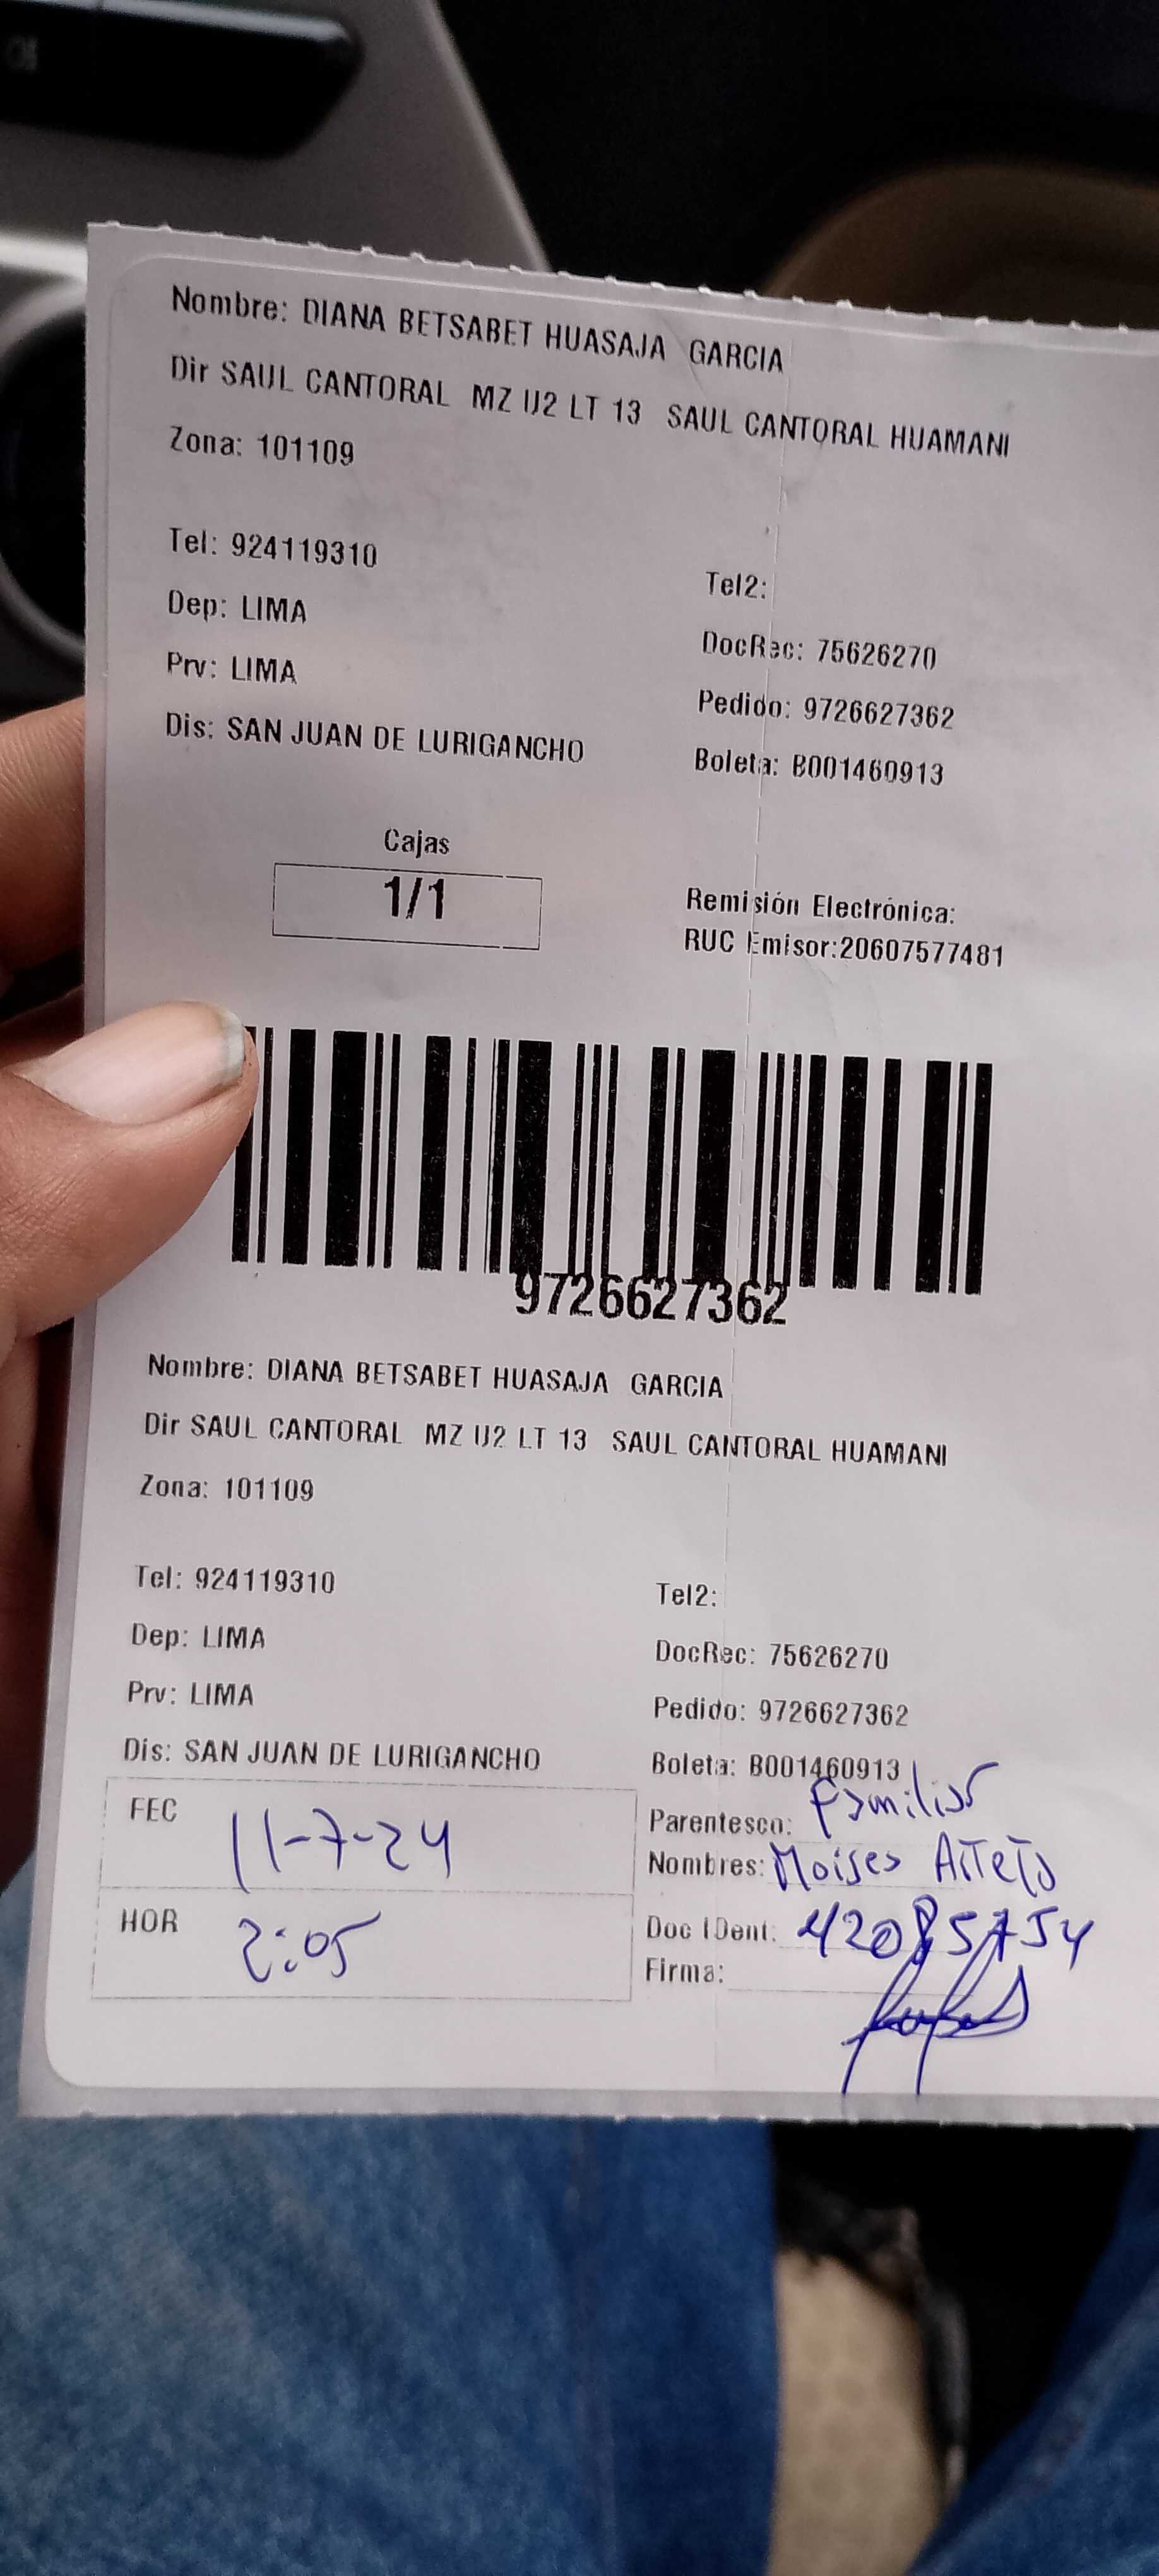 Nombre: DIANA BETSABET HUASAJA GARCIA
Dir SAUL CANTORAL MZ U2 LT 13 SAUL CANTORAL HUAMANI
Zona: 101109
Tel: 924119310
Tel2:
Dep: LIMA
DocRec: 75626270
Prv: LIMA
Pedido: 9726627362
Dis: SAN JUAN DE LURIGANCHO
Boleta: B001460913
Cajas
1/1
Remisión Electrónica:
RUC Emisor:20607577481
9726627362
Nombre: DIANA BETSABET HUASAJA GARCIA
Dir SAUL CANTORAL MZ U2 LT 13 SAUL CANTORAL HUAMANI
Zona: 101109
Tel: 924119310
Tel2:
Dep: LIMA
DocRec: 75626270
Prv: LIMA
Pedido: 9726627362
Dis: SAN JUAN DE LURIGANCHO
Boleta: B001460913
FEC 11-7-24
Parentesco: Familiar
Nombres: Moises
HOR 2:05
Doc IDent:
Firma: